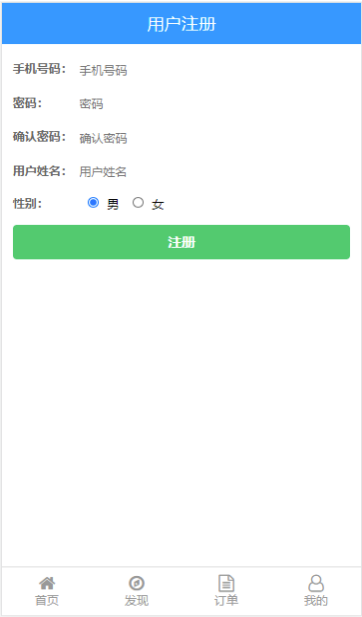 用户注册
手机号码： 手机号码
密码： 密码
确认密码： 确认密码
用户姓名： 用户姓名
性别： 男 女
注册
首页 发现 订单 我的